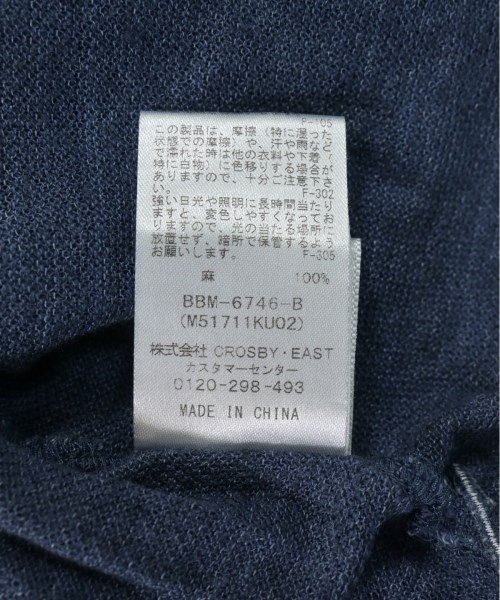 F-105
この製品は、摩擦（特に湿った
状態での摩擦）や、汗や雨など
で濡れた時は他の衣料や下着（
特に白物）に色移りする場合が
ありますので、十分ご注意下さ
い。 F-302
強い日光や照明に長時間当たり
ますと、変色しやすくなってお
りますので、光の当たる場所に
放置せず、暗所で保管するよう
お願いします。 F-305
麻 100%
BBM-6746-B
(M51711KU02)
株式会社 CROSBY・EAST
カスタマーセンター
0120-298-493
MADE IN CHINA